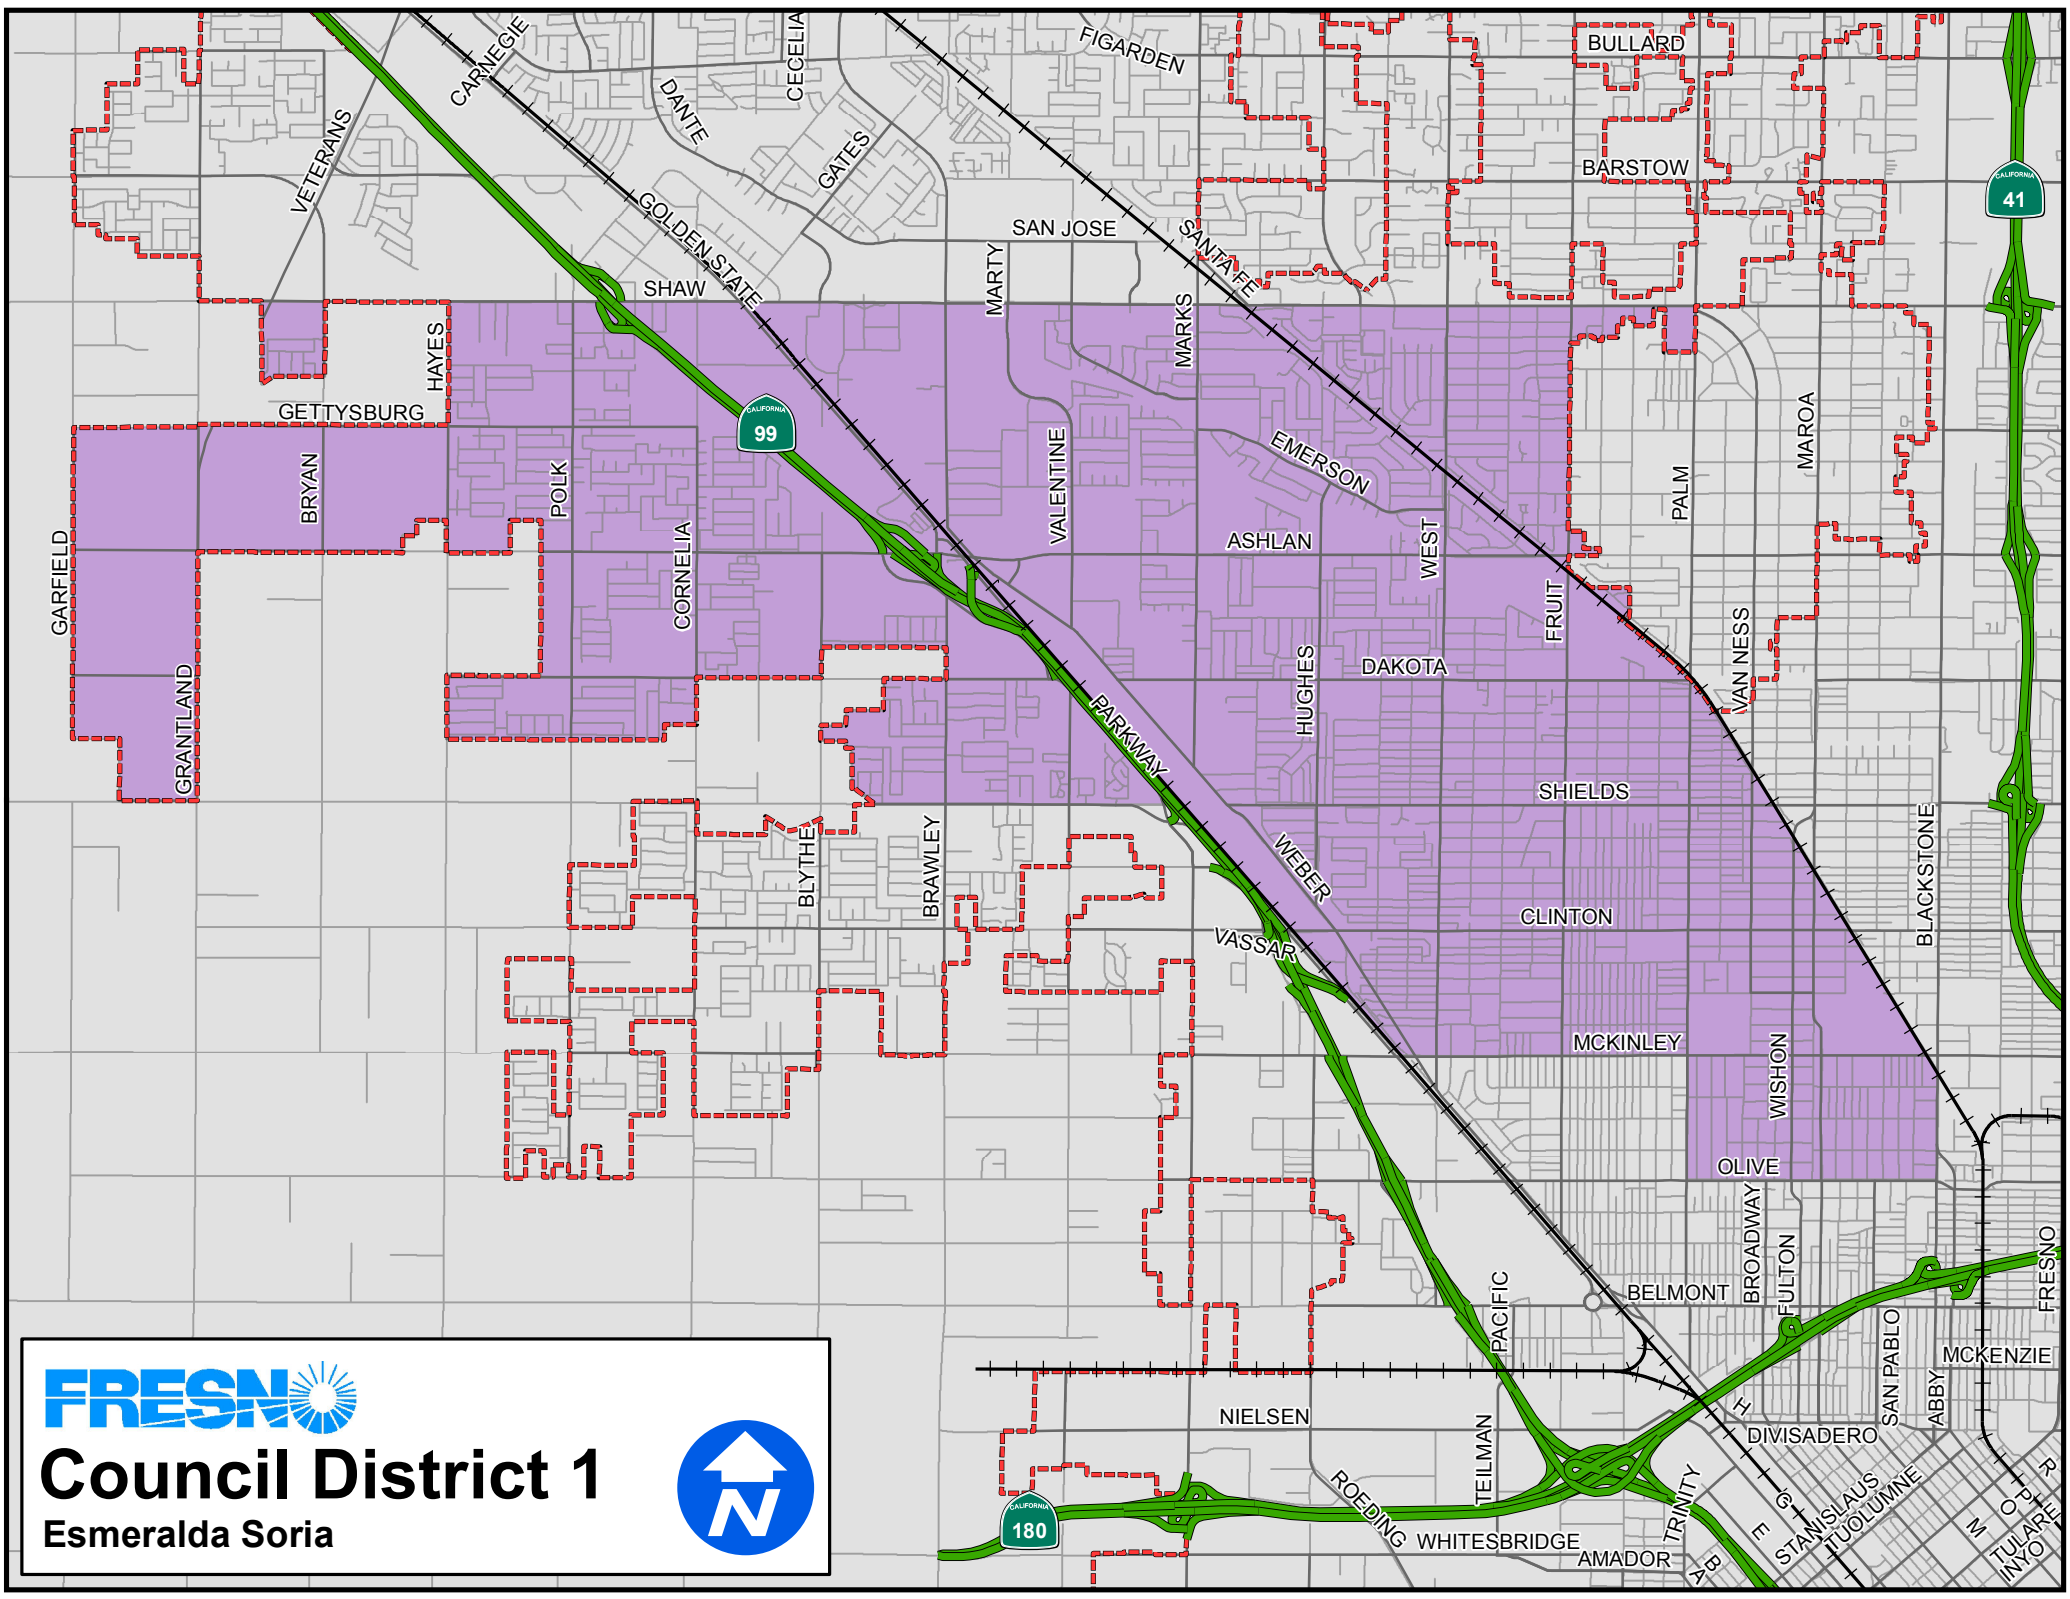 CARNEGIE
CECELIA
FIGARDEN
BULLARD
DANTE
VETERANS
GATES
BARSTOW
CALIFORNIA
41
GOLDEN STATE
SAN JOSE
SANTA FE
MARTY
SHAW
MARKS
HAYES
GETTYSBURG
CALIFORNIA
99
MAROA
BRYAN
POLK
VALENTINE
EMERSON
PALM
GARFIELD
CORNELIA
ASHLAN
WEST
FRUIT
VAN NESS
GRANTLAND
HUGHES
DAKOTA
PARKWAY
SHIELDS
BLYTHE
BRAWLEY
WEBER
BLACKSTONE
CLINTON
VASSAR
MCKINLEY
WISHON
OLIVE
BROADWAY
FULTON
FRESNO
PACIFIC
BELMONT
SAN PABLO
MCKENZIE
ABBY
NIELSEN
H
DIVISADERO
TEILMAN
ROEDING
TRINITY
G
STANISLAUS
TUOLUMNE
R
P
O
M
E
TULARE
INYO
CALIFORNIA
180
WHITESBRIDGE
AMADOR
B
A
FRESNO
Council District 1
Esmeralda Soria
N